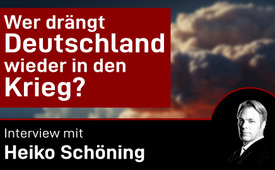 Wer drängt
Deutschland
wieder in den
Krieg?
Interview mit
Heiko Schöning